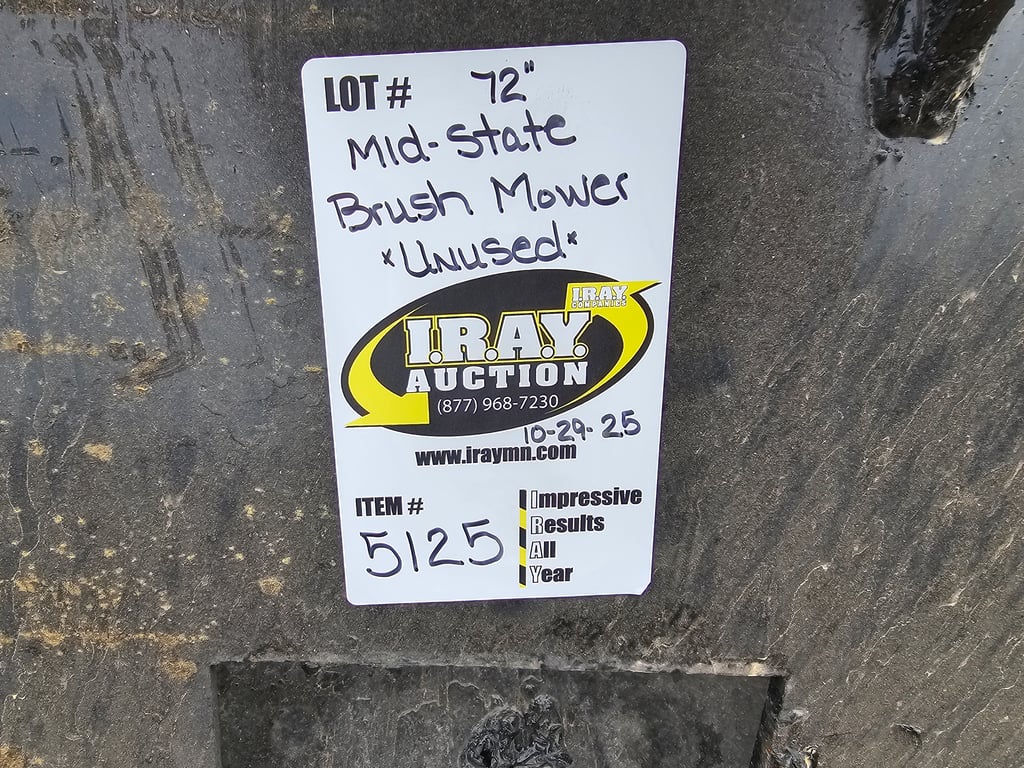 LOT # 72"
Mid-State
Brush Mower
*Unused*
I.R.A.Y.
COMPANIES
I.R.A.Y.
AUCTION
(877) 968-7230
10-29-25
www.iraymn.com
ITEM #
5125
Impressive
Results
All
Year